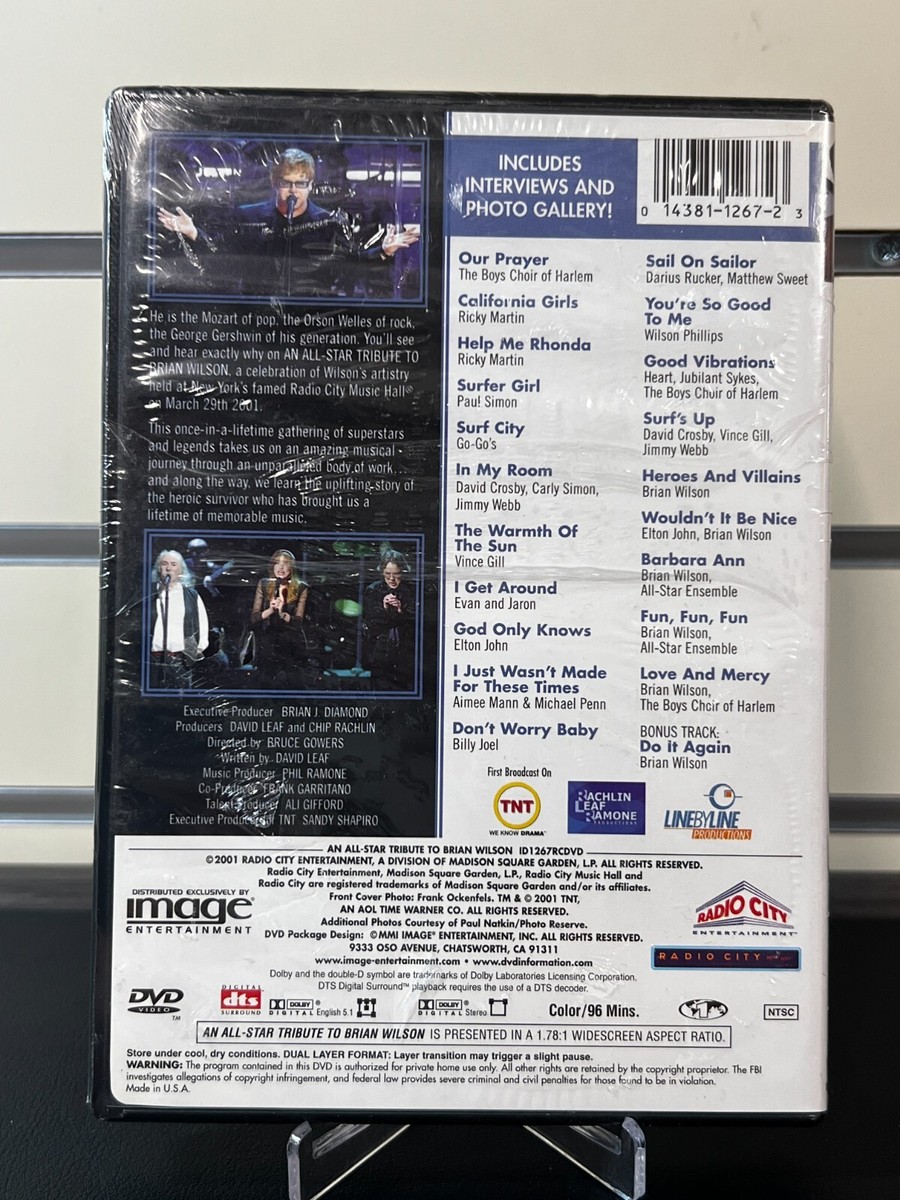 He is the Mozart of pop, the Orson Welles of rock,
the George Gershwin of his generation. You'll see
and hear exactly why on AN ALL-STAR TRIBUTE TO
BRIAN WILSON, a celebration of Wilson's artistry
held at New York's famed Radio City Music Hall®
on March 29th 2001.
This once-in-a-lifetime gathering of superstars
and legends takes us on an amazing musical
journey through an unparalleled body of work...
and along the way, we learn the uplifting story of
the heroic survivor who has brought us a
lifetime of memorable music.
Executive Producer BRIAN J. DIAMOND
Producers DAVID LEAF and CHIP RACHLIN
Directed by BRUCE GOWERS
Written by DAVID LEAF
Music Producer PHIL RAMONE
Co-Producer FRANK GARRITANO
Talent Producer ALI GIFFORD
Executive Producer for TNT SANDY SHAPIRO
INCLUDES
INTERVIEWS AND
PHOTO GALLERY!
0 14381-1267-2 3
Our Prayer
The Boys Choir of Harlem
California Girls
Ricky Martin
Help Me Rhonda
Ricky Martin
Surfer Girl
Paul Simon
Surf City
Go-Go's
In My Room
David Crosby, Carly Simon,
Jimmy Webb
The Warmth Of
The Sun
Vince Gill
I Get Around
Evan and Jaron
God Only Knows
Elton John
I Just Wasn't Made
For These Times
Aimee Mann & Michael Penn
Don't Worry Baby
Billy Joel
Sail On Sailor
Darius Rucker, Matthew Sweet
You're So Good
To Me
Wilson Phillips
Good Vibrations
Heart, Jubilant Sykes,
The Boys Choir of Harlem
Surf's Up
David Crosby, Vince Gill,
Jimmy Webb
Heroes And Villains
Brian Wilson
Wouldn't It Be Nice
Elton John, Brian Wilson
Barbara Ann
Brian Wilson,
All-Star Ensemble
Fun, Fun, Fun
Brian Wilson,
All-Star Ensemble
Love And Mercy
Brian Wilson,
The Boys Choir of Harlem
BONUS TRACK:
Do It Again
Brian Wilson
First Broadcast On
TNT
WE KNOW DRAMA™
RACHLIN
LEAF
RAMONE
PRODUCTIONS
LINEBYLINE
PRODUCTIONS
AN ALL-STAR TRIBUTE TO BRIAN WILSON ID1267RCDVD
©2001 RADIO CITY ENTERTAINMENT, A DIVISION OF MADISON SQUARE GARDEN, L.P. ALL RIGHTS RESERVED.
Radio City Entertainment, Madison Square Garden, L.P., Radio City Music Hall and
Radio City are registered trademarks of Madison Square Garden and/or its affiliates.
Front Cover Photo: Frank Ockenfels. TM & © 2001 TNT,
AN AOL TIME WARNER CO. ALL RIGHTS RESERVED.
Additional Photos Courtesy of Paul Natkin/Photo Reserve.
DVD Package Design: ©MMI IMAGE® ENTERTAINMENT, INC. ALL RIGHTS RESERVED.
9333 OSO AVENUE, CHATSWORTH, CA 91311
www.image-entertainment.com • www.dvdinformation.com
DISTRIBUTED EXCLUSIVELY BY
image®
ENTERTAINMENT
RADIO CITY
ENTERTAINMENT™
RADIO CITY
Dolby and the double-D symbol are trademarks of Dolby Laboratories Licensing Corporation.
DTS Digital Surround™ playback requires the use of a DTS decoder.
DVD
VIDEO
TM
DIGITAL
dts
SURROUND
DOLBY
DIGITAL® English 5.1
DOLBY
DIGITAL® Stereo
Color/96 Mins.
NTSC
AN ALL-STAR TRIBUTE TO BRIAN WILSON IS PRESENTED IN A 1.78:1 WIDESCREEN ASPECT RATIO.
Store under cool, dry conditions. DUAL LAYER FORMAT: Layer transition may trigger a slight pause.
WARNING: The program contained in this DVD is authorized for private home use only. All other rights are retained by the copyright proprietor. The FBI
investigates allegations of copyright infringement, and federal law provides severe criminal and civil penalties for those found to be in violation.
Made in U.S.A.